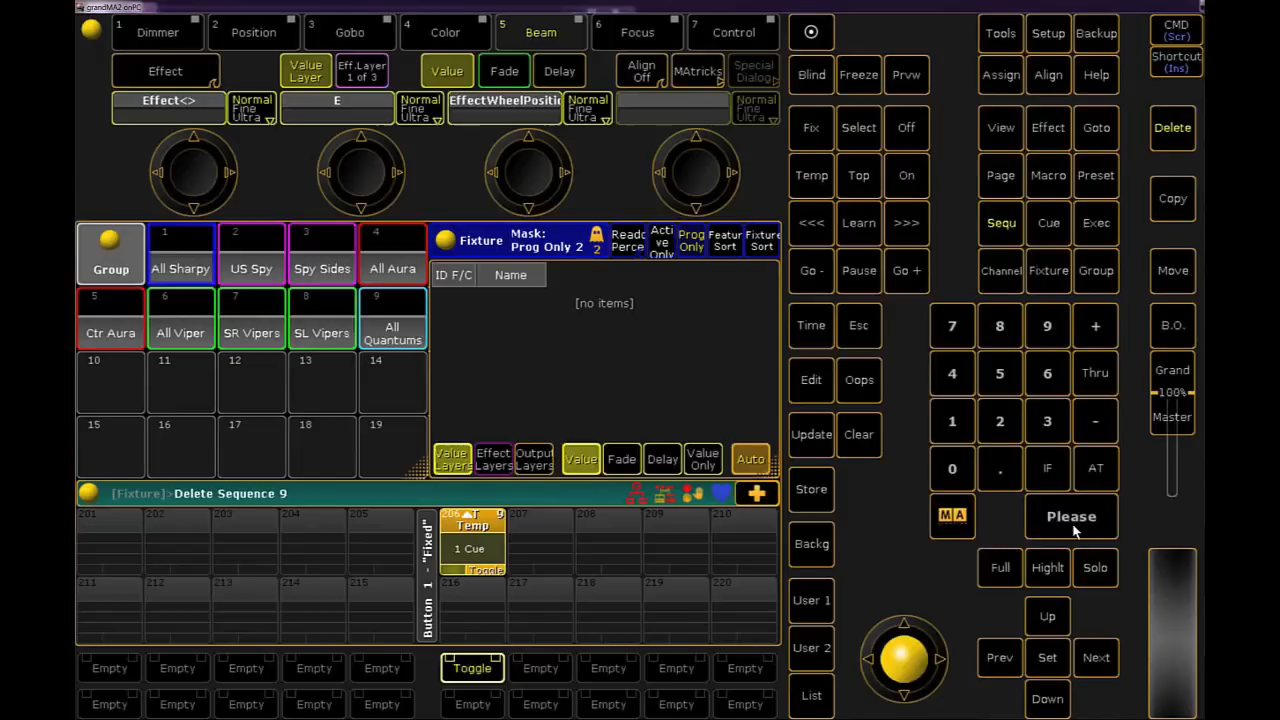 grandMA2 onPC
1 Dimmer
2 Position
3 Gobo
4 Color
5 Beam
6 Focus
7 Control
Effect
Value Layer
Eff.Layer 1 of 3
Value
Fade
Delay
Align Off
MAtricks
Special Dialog
Effect<>
Normal Fine Ultra
E
Normal Fine Ultra
EffectWheelPositi
Normal Fine Ultra
Normal Fine Ultra
Group
1 All Sharpy
2 US Spy
3 Spy Sides
4 All Aura
5 Ctr Aura
6 All Viper
7 SR Vipers
8 SL Vipers
9 All Quantums
10
11
12
13
14
15
16
17
18
19
Fixture
Mask: Prog Only 2
2
Readc Perce
Acti ve Only
Prog Only
Featur Sort
Fixture Sort
ID F/C
Name
[no items]
Value Layers
Effect Layers
Output Layers
Value
Fade
Delay
Value Only
Auto
[Fixture]>Delete Sequence 9
201
202
203
204
205
Button 1 - "Fixed"
206 T 9
Temp
1 Cue
Toggle
207
208
209
210
211
212
213
214
215
216
217
218
219
220
Empty
Empty
Empty
Empty
Empty
Toggle
Empty
Empty
Empty
Empty
Empty
Empty
Empty
Empty
Empty
Empty
Empty
Empty
Empty
Empty
Tools
Setup
Backup
CMD (Scr)
Shortcut (Ins)
Blind
Freeze
Prvw
Assign
Align
Help
Fix
Select
Off
View
Effect
Goto
Delete
Temp
Top
On
Page
Macro
Preset
Copy
<<<
Learn
>>>
Sequ
Cue
Exec
Go -
Pause
Go +
Channel
Fixture
Group
Move
Time
Esc
7
8
9
+
B.O.
Edit
Oops
4
5
6
Thru
Grand
100%
Master
Update
Clear
1
2
3
-
Store
0
.
IF
AT
MA
Please
Backg
Full
Highlt
Solo
User 1
Up
User 2
Prev
Set
Next
List
Down